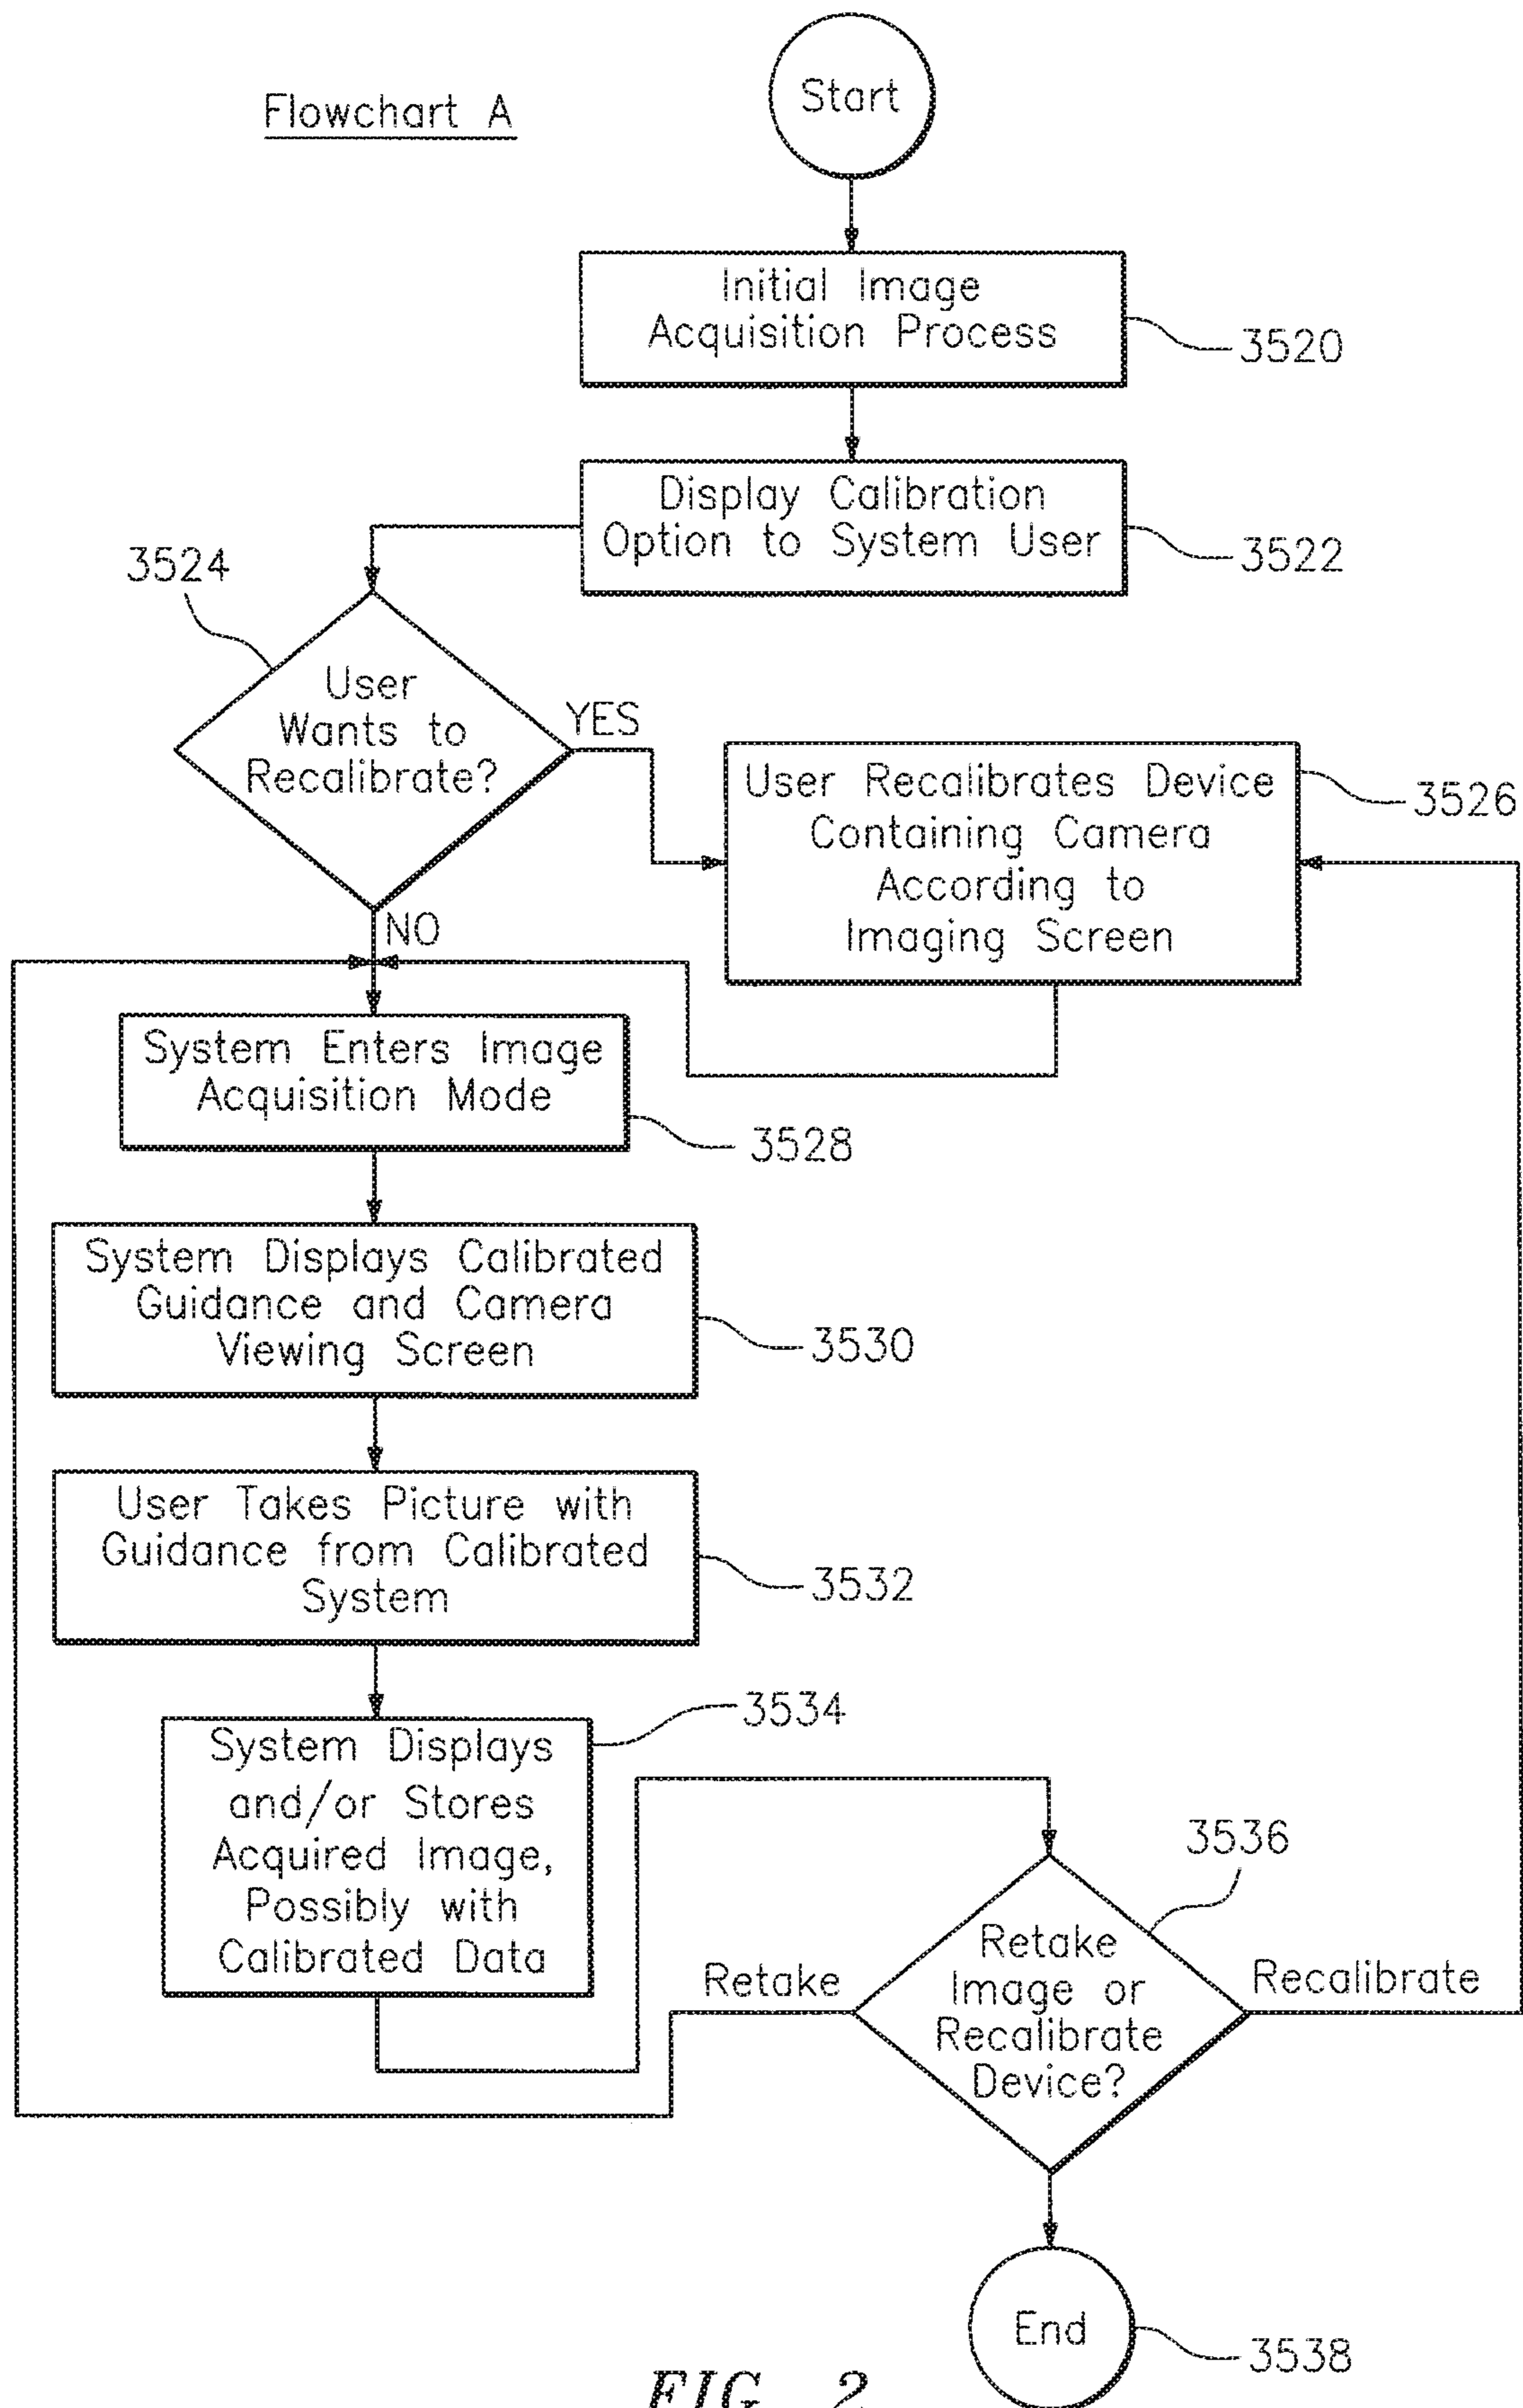 Flowchart A
Start
Initial Image
Acquisition Process
3520
Display Calibration
Option to System User
3522
3524
User
Wants to
Recalibrate?
YES
NO
User Recalibrates Device
Containing Camera
According to
Imaging Screen
3526
System Enters Image
Acquisition Mode
3528
System Displays Calibrated
Guidance and Camera
Viewing Screen
3530
User Takes Picture with
Guidance from Calibrated
System
3532
System Displays
and/or Stores
Acquired Image,
Possibly with
Calibrated Data
3534
3536
Retake
Image or
Recalibrate
Device?
Retake
Recalibrate
End
3538
FIG. 2